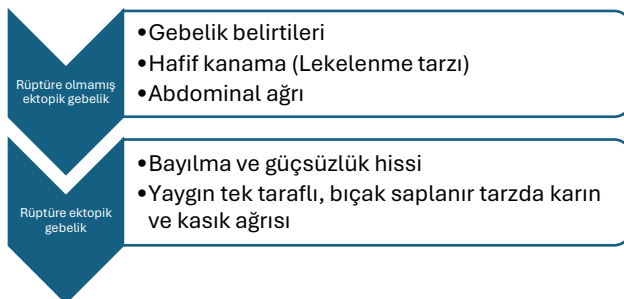 Rüptüre olmamış
ektopik gebelik
•Gebelik belirtileri
•Hafif kanama (Lekelenme tarzı)
•Abdominal ağrı
Rüptüre ektopik
gebelik
•Bayılma ve güçsüzlük hissi
•Yaygın tek taraflı, bıçak saplanır tarzda karın
ve kasık ağrısı